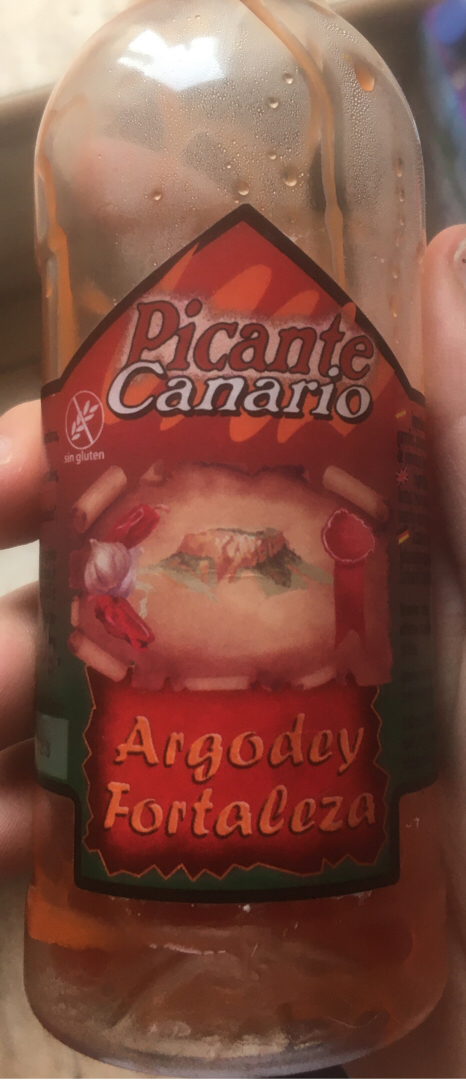 Picante
Canario
sin gluten
Argodey
Fortaleza